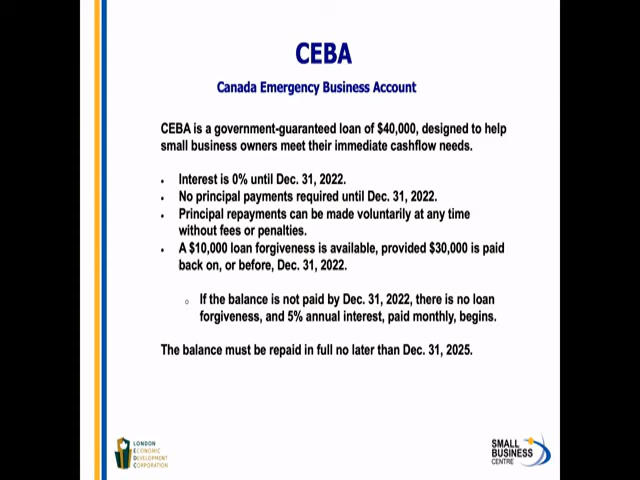 CEBA
Canada Emergency Business Account
CEBA is a government-guaranteed loan of $40,000, designed to help
small business owners meet their immediate cashflow needs.
• Interest is 0% until Dec. 31, 2022.
• No principal payments required until Dec. 31, 2022.
• Principal repayments can be made voluntarily at any time
without fees or penalties.
• A $10,000 loan forgiveness is available, provided $30,000 is paid
back on, or before, Dec. 31, 2022.
○ If the balance is not paid by Dec. 31, 2022, there is no loan
forgiveness, and 5% annual interest, paid monthly, begins.
The balance must be repaid in full no later than Dec. 31, 2025.
LONDON
ECONOMIC
DEVELOPMENT
CORPORATION
SMALL
BUSINESS
CENTRE